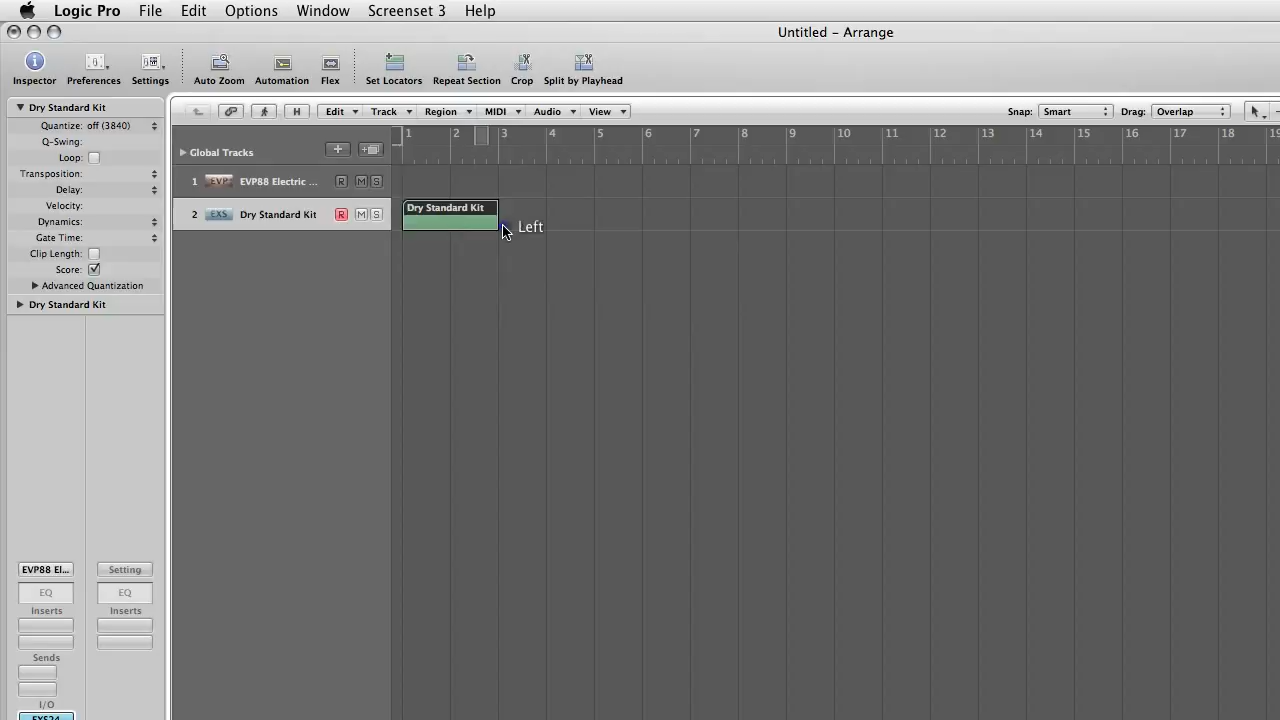 Logic Pro File Edit Options Window Screenset 3 Help
Untitled - Arrange
Inspector Preferences Settings Auto Zoom Automation Flex Set Locators Repeat Section Crop Split by Playhead
Dry Standard Kit
Quantize: off (3840)
Q-Swing:
Loop:
Transposition:
Delay:
Velocity:
Dynamics:
Gate Time:
Clip Length:
Score:
Advanced Quantization
Dry Standard Kit
H Edit Track Region MIDI Audio View Snap: Smart Drag: Overlap
Global Tracks
1 2 3 4 5 6 7 8 9 10 11 12 13 14 15 16 17 18 19
1 EVP EVP88 Electric ... R M S
2 EXS Dry Standard Kit R M S
Dry Standard Kit
Left
EVP88 El... Setting
EQ EQ
Inserts Inserts
Sends
I/O
EXS24